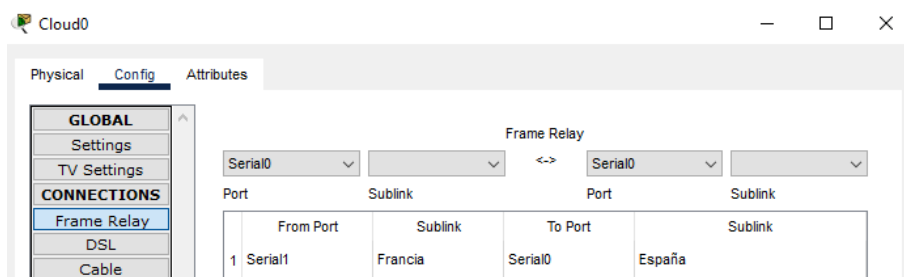 Cloud0
Physical Config Attributes
GLOBAL
Settings
TV Settings
CONNECTIONS
Frame Relay
DSL
Cable
Frame Relay
Serial0 <-> Serial0
Port Sublink Port Sublink
From Port Sublink To Port Sublink
1 Serial1 Francia Serial0 España